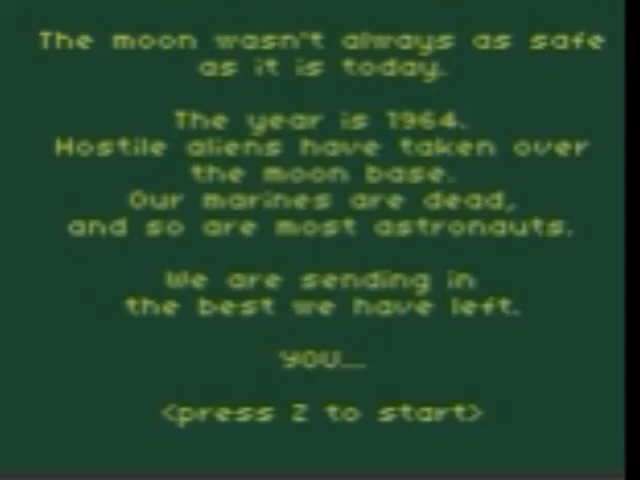 The moon wasn't always as safe
as it is today.
The year is 1964.
Hostile aliens have taken over
the moon base.
Our marines are dead,
and so are most astronauts.
We are sending in
the best we have left.
YOU...
<press Z to start>